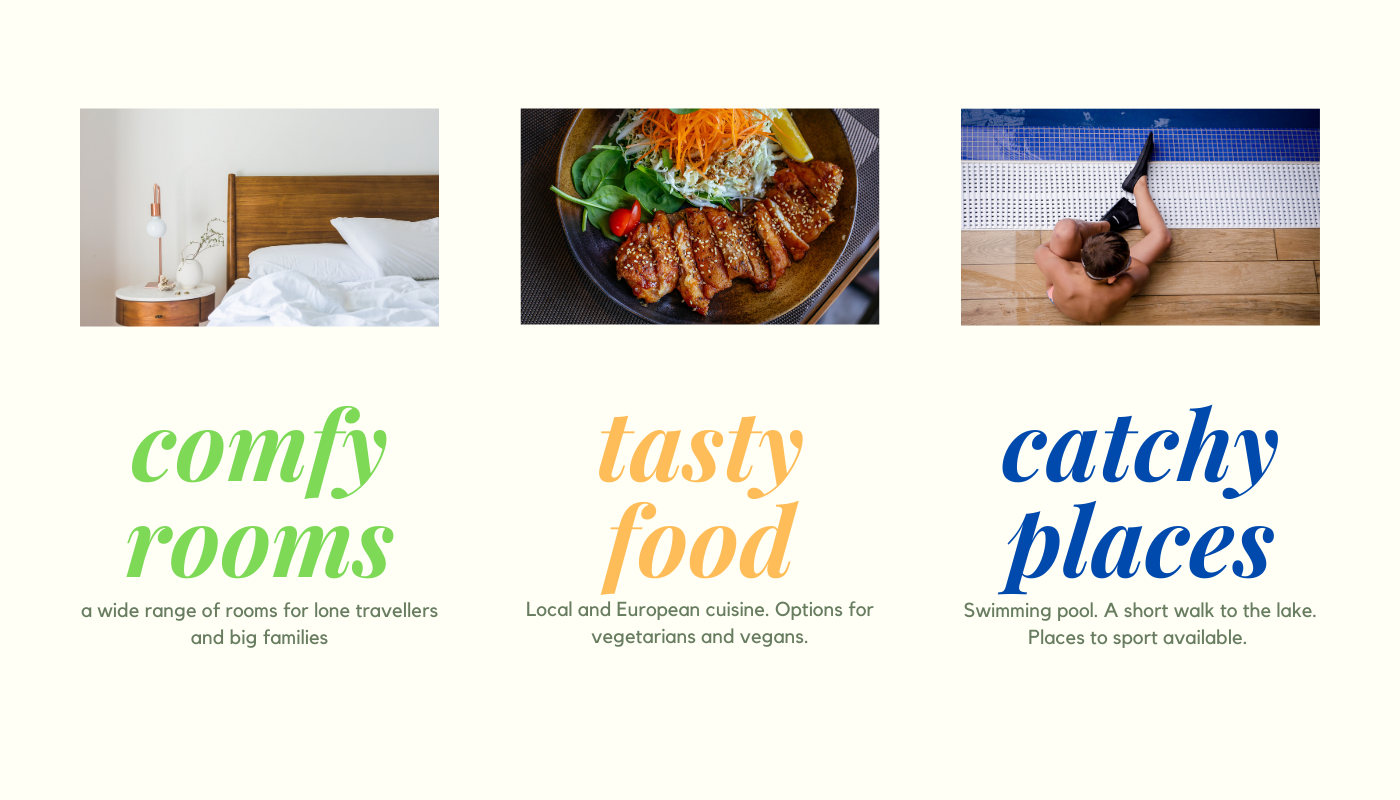 comfy
rooms
a wide range of rooms for lone travellers
and big families
tasty
food
Local and European cuisine. Options for
vegetarians and vegans.
catchy
places
Swimming pool. A short walk to the lake.
Places to sport available.